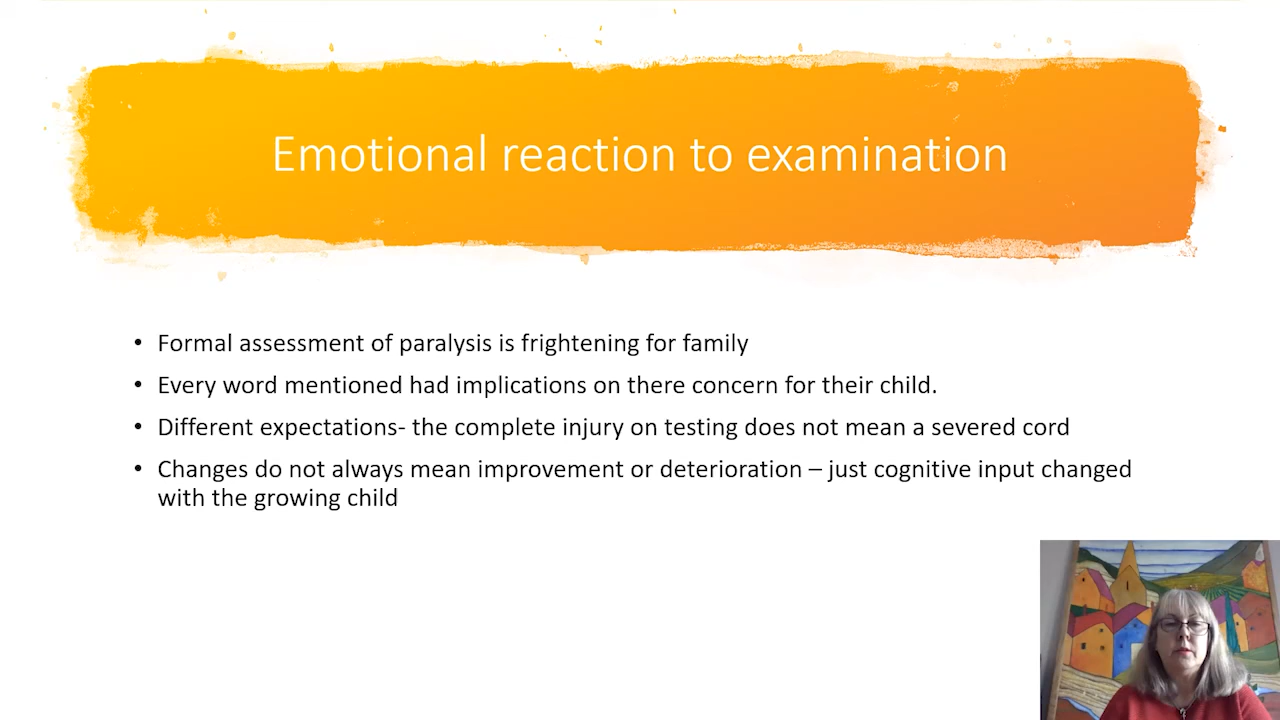 Emotional reaction to examination
• Formal assessment of paralysis is frightening for family
• Every word mentioned had implications on there concern for their child.
• Different expectations- the complete injury on testing does not mean a severed cord
• Changes do not always mean improvement or deterioration – just cognitive input changed
with the growing child